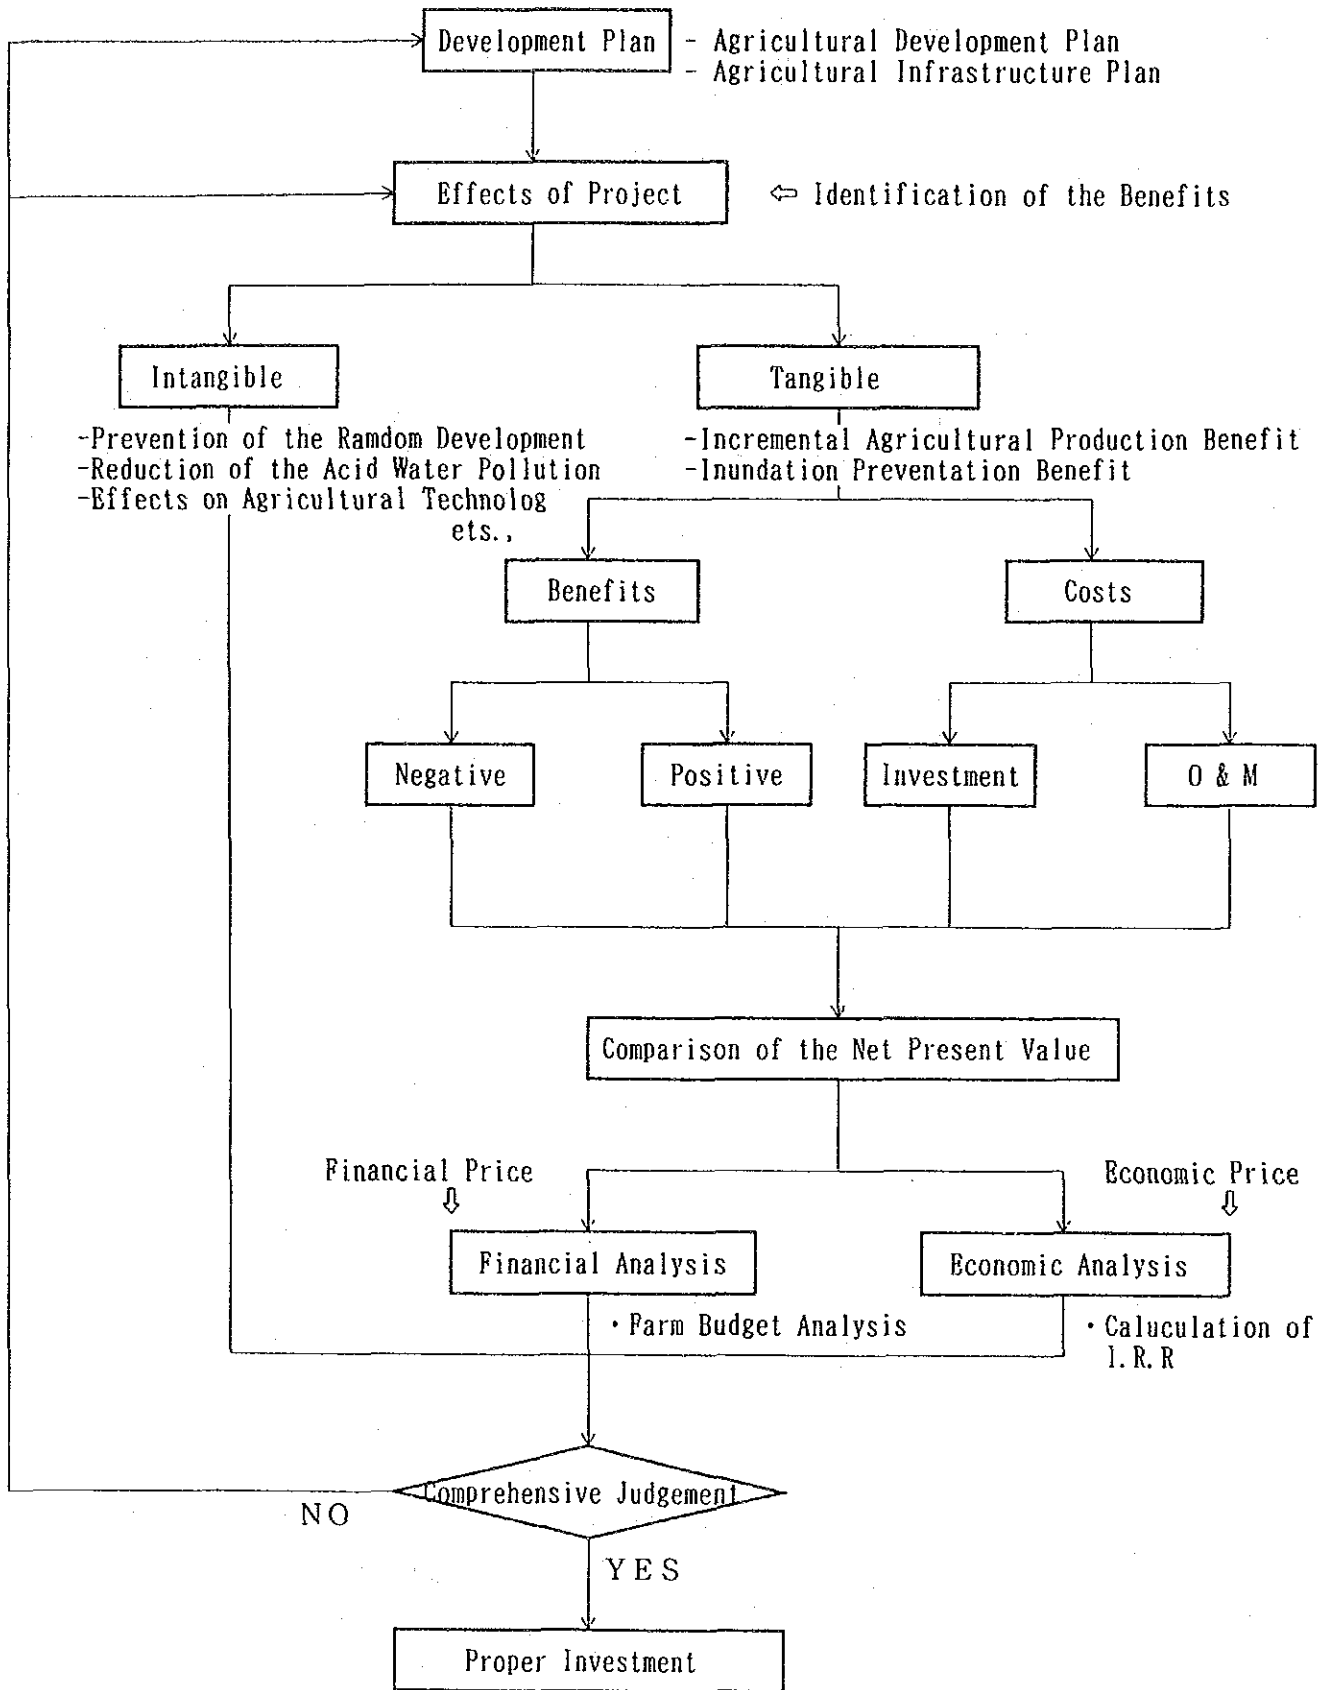 Development Plan
- Agricultural Development Plan
- Agricultural Infrastructure Plan
Effects of Project
⇦ Identification of the Benefits
Intangible
Tangible
-Prevention of the Ramdom Development
-Reduction of the Acid Water Pollution
-Effects on Agricultural Technolog
ets.,
-Incremental Agricultural Production Benefit
-Inundation Preventation Benefit
Benefits
Costs
Negative
Positive
Investment
O & M
Comparison of the Net Present Value
Financial Price
⇩
Economic Price
⇩
Financial Analysis
Economic Analysis
・Farm Budget Analysis
・Caluculation of
I.R.R
Comprehensive Judgement
NO
YES
Proper Investment